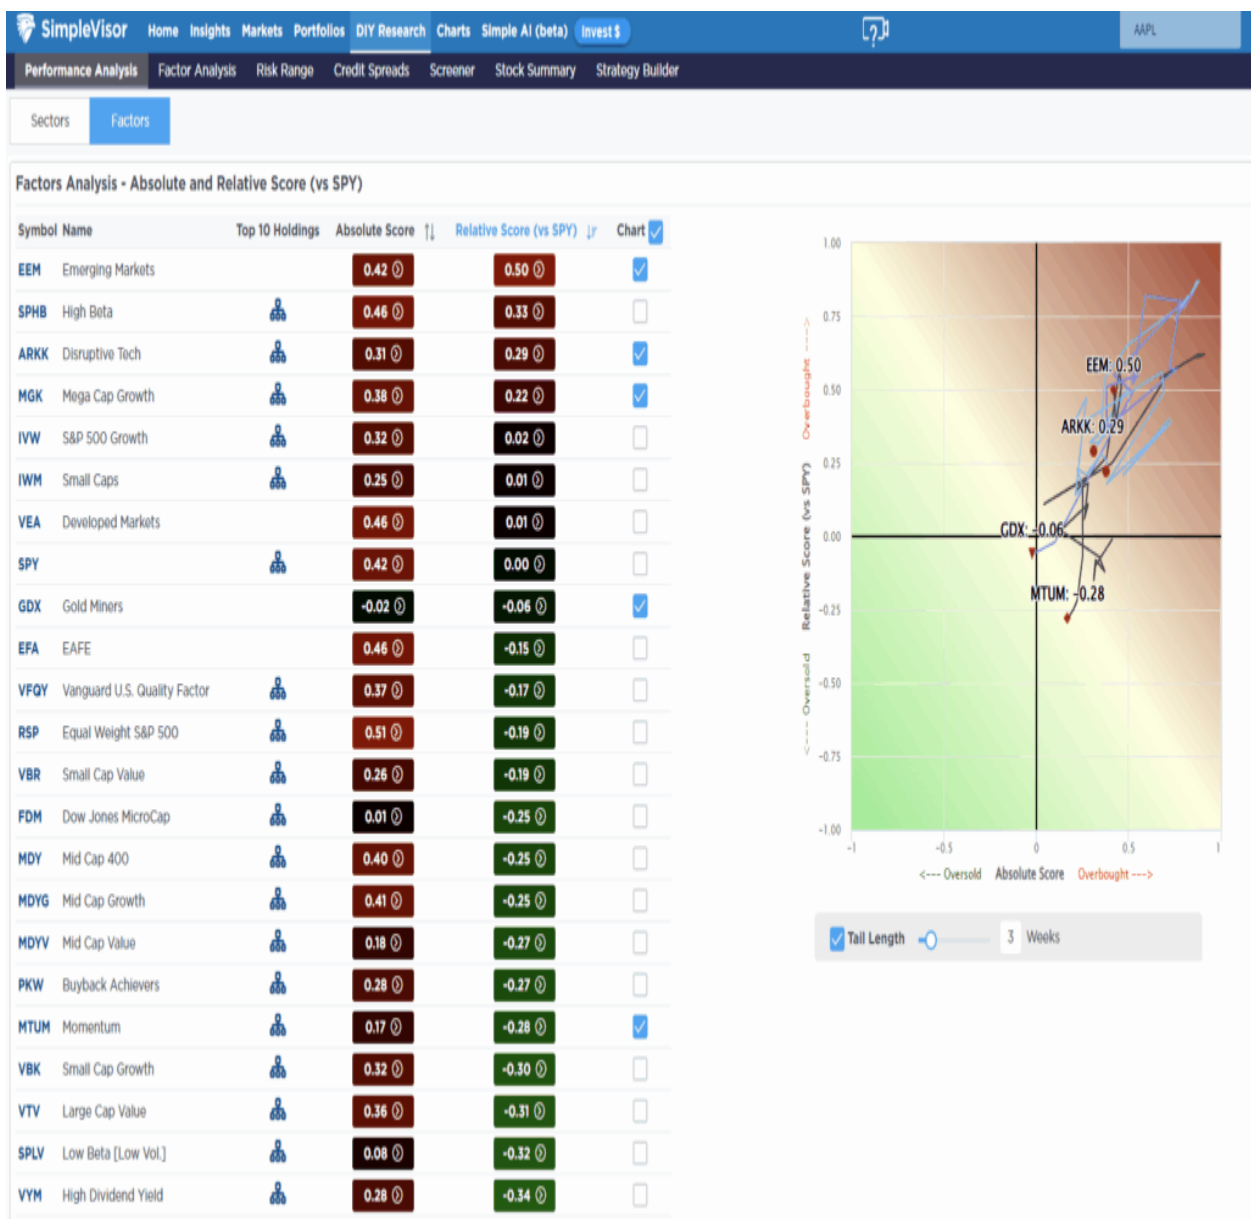 SimpleVisor Home Insights Markets Portfolios DIY Research Charts Simple AI (beta) Invest $ AAPL
Performance Analysis Factor Analysis Risk Range Credit Spreads Screener Stock Summary Strategy Builder
Sectors Factors
Factors Analysis - Absolute and Relative Score (vs SPY)
Symbol Name Top 10 Holdings Absolute Score Relative Score (vs SPY) Chart
EEM Emerging Markets 0.42 0.50
SPHB High Beta 0.46 0.33
ARKK Disruptive Tech 0.31 0.29
MGK Mega Cap Growth 0.38 0.22
IVW S&P 500 Growth 0.32 0.02
IWM Small Caps 0.25 0.01
VEA Developed Markets 0.46 0.01
SPY 0.42 0.00
GDX Gold Miners -0.02 -0.06
EFA EAFE 0.46 -0.15
VFQY Vanguard U.S. Quality Factor 0.37 -0.17
RSP Equal Weight S&P 500 0.51 -0.19
VBR Small Cap Value 0.26 -0.19
FDM Dow Jones MicroCap 0.01 -0.25
MDY Mid Cap 400 0.40 -0.25
MDYG Mid Cap Growth 0.41 -0.25
MDYV Mid Cap Value 0.18 -0.27
PKW Buyback Achievers 0.28 -0.27
MTUM Momentum 0.17 -0.28
VBK Small Cap Growth 0.32 -0.30
VTV Large Cap Value 0.36 -0.31
SPLV Low Beta [Low Vol.] 0.08 -0.32
VYM High Dividend Yield 0.28 -0.34
1.00
0.75
0.50
0.25
0.00
-0.25
-0.50
-0.75
-1.00
<--- Oversold Relative Score (vs SPY) Overbought --->
EEM: 0.50
ARKK: 0.29
GDX: -0.06
MTUM: -0.28
-1 -0.5 0 0.5 1
<--- Oversold Absolute Score Overbought --->
Tail Length 3 Weeks